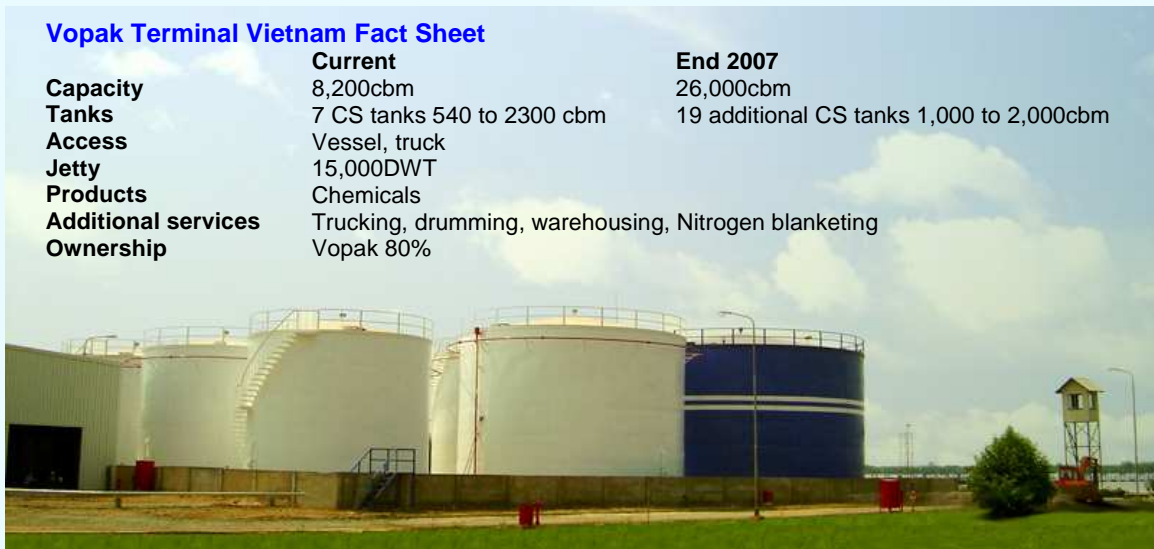 Vopak Terminal Vietnam Fact Sheet
Current End 2007
Capacity 8,200cbm 26,000cbm
Tanks 7 CS tanks 540 to 2300 cbm 19 additional CS tanks 1,000 to 2,000cbm
Access Vessel, truck
Jetty 15,000DWT
Products Chemicals
Additional services Trucking, drumming, warehousing, Nitrogen blanketing
Ownership Vopak 80%